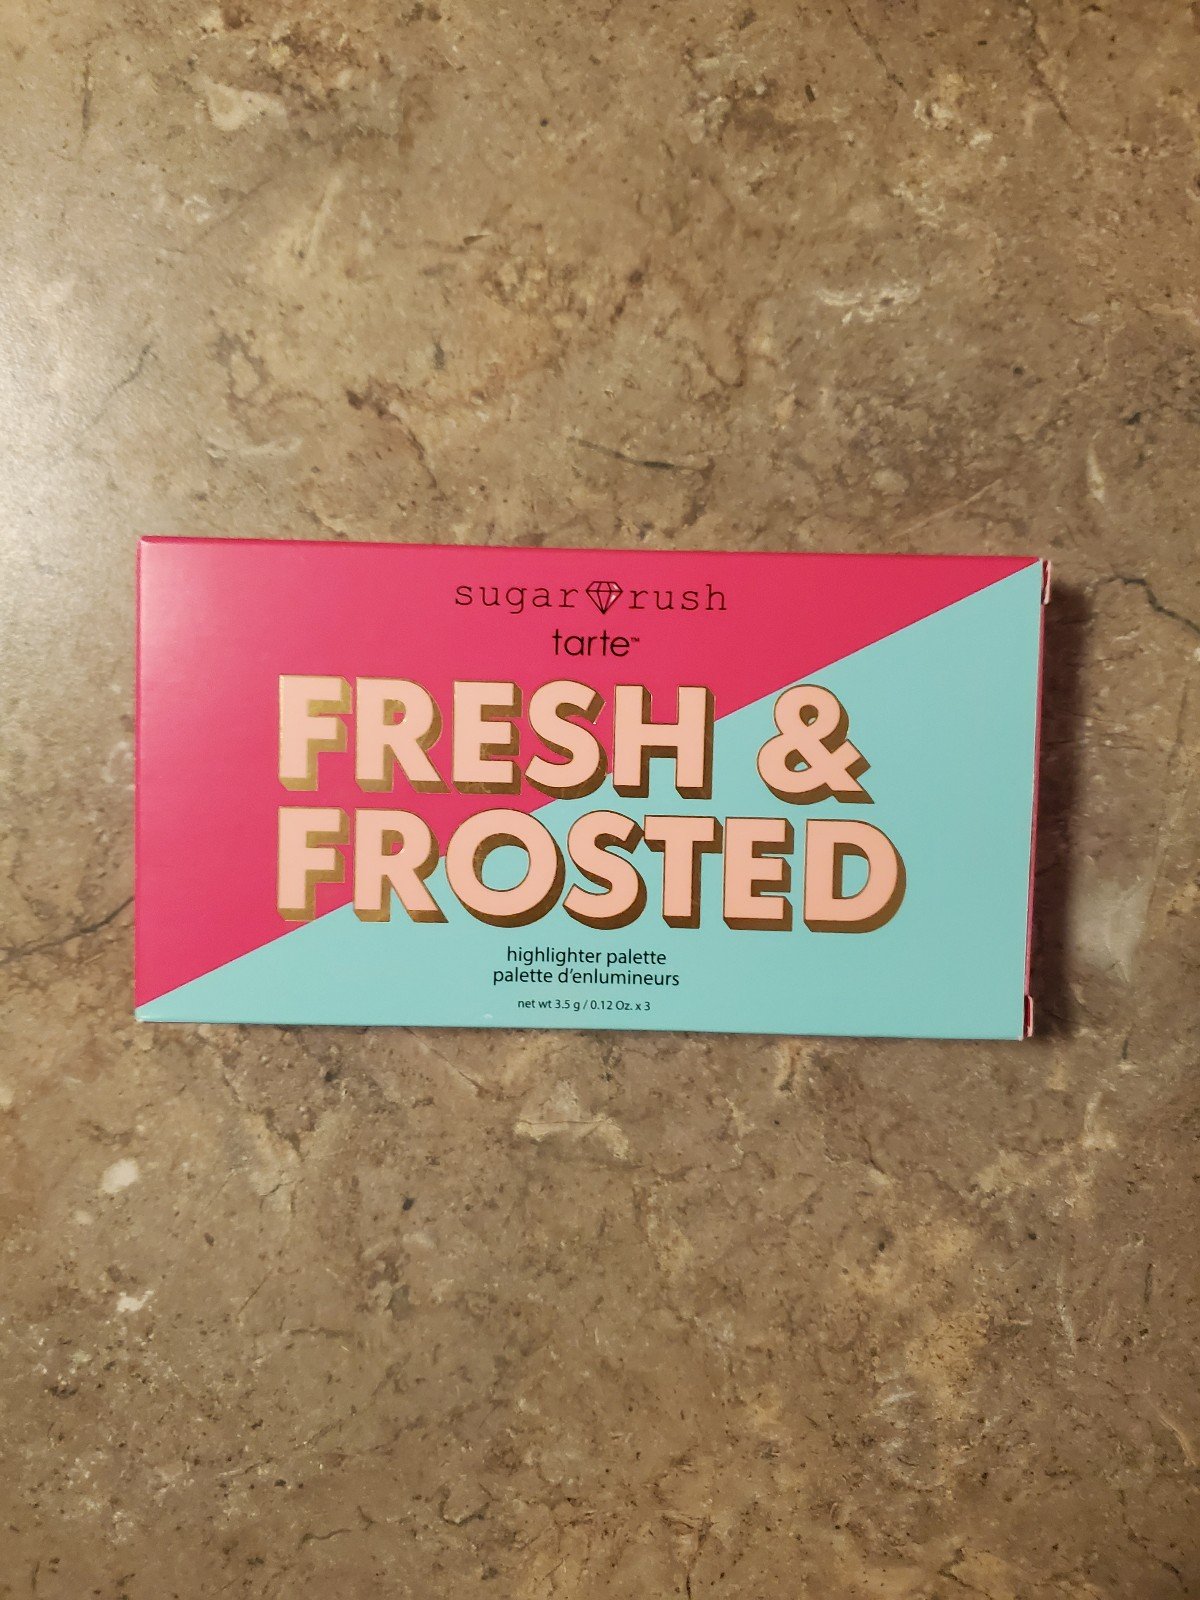 sugar rush
tarte™
FRESH &
FROSTED
highlighter palette
palette d'enlumineurs
net wt 3.5 g / 0.12 Oz. x 3